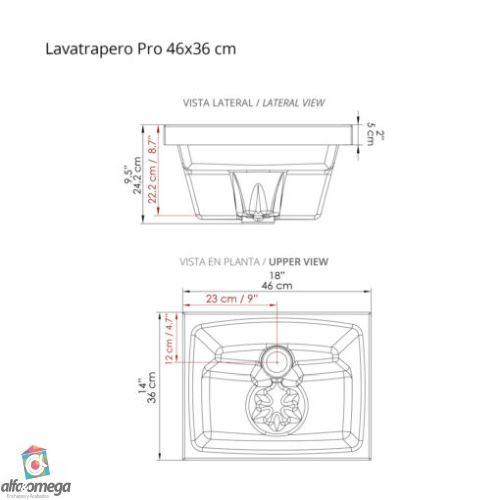 Lavatrapero Pro 46x36 cm
VISTA LATERAL / LATERAL VIEW
2"
5 cm
8,7"
22,2 cm /
9,5"
24,2 cm
VISTA EN PLANTA / UPPER VIEW
18"
46 cm
23 cm / 9"
12 cm / 4,7"
14"
36 cm
alfa omega
Enchapes y Acabados